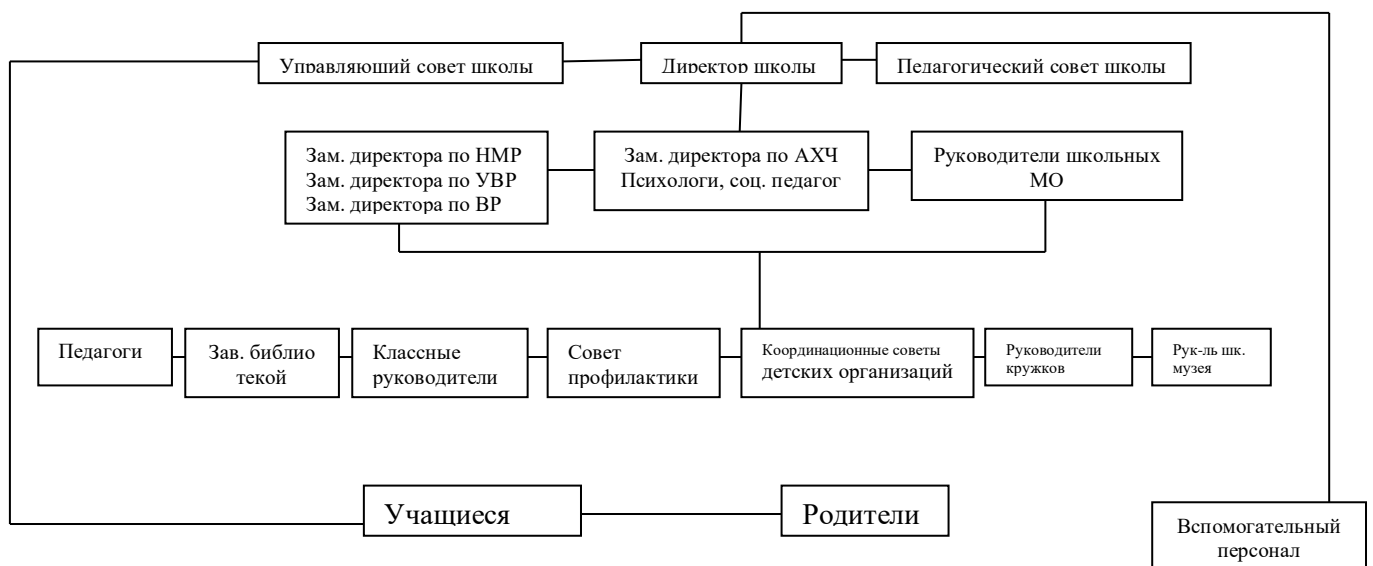 Управляющий совет школы
Директор школы
Педагогический совет школы
Зам. директора по НМР
Зам. директора по УВР
Зам. директора по ВР
Зам. директора по АХЧ
Психологи, соц. педагог
Руководители школьных
МО
Педагоги
Зав. библио
текой
Классные
руководители
Совет
профилактики
Координационные советы
детских организаций
Руководители
кружков
Рук-ль шк.
музея
Учащиеся
Родители
Вспомогательный
персонал